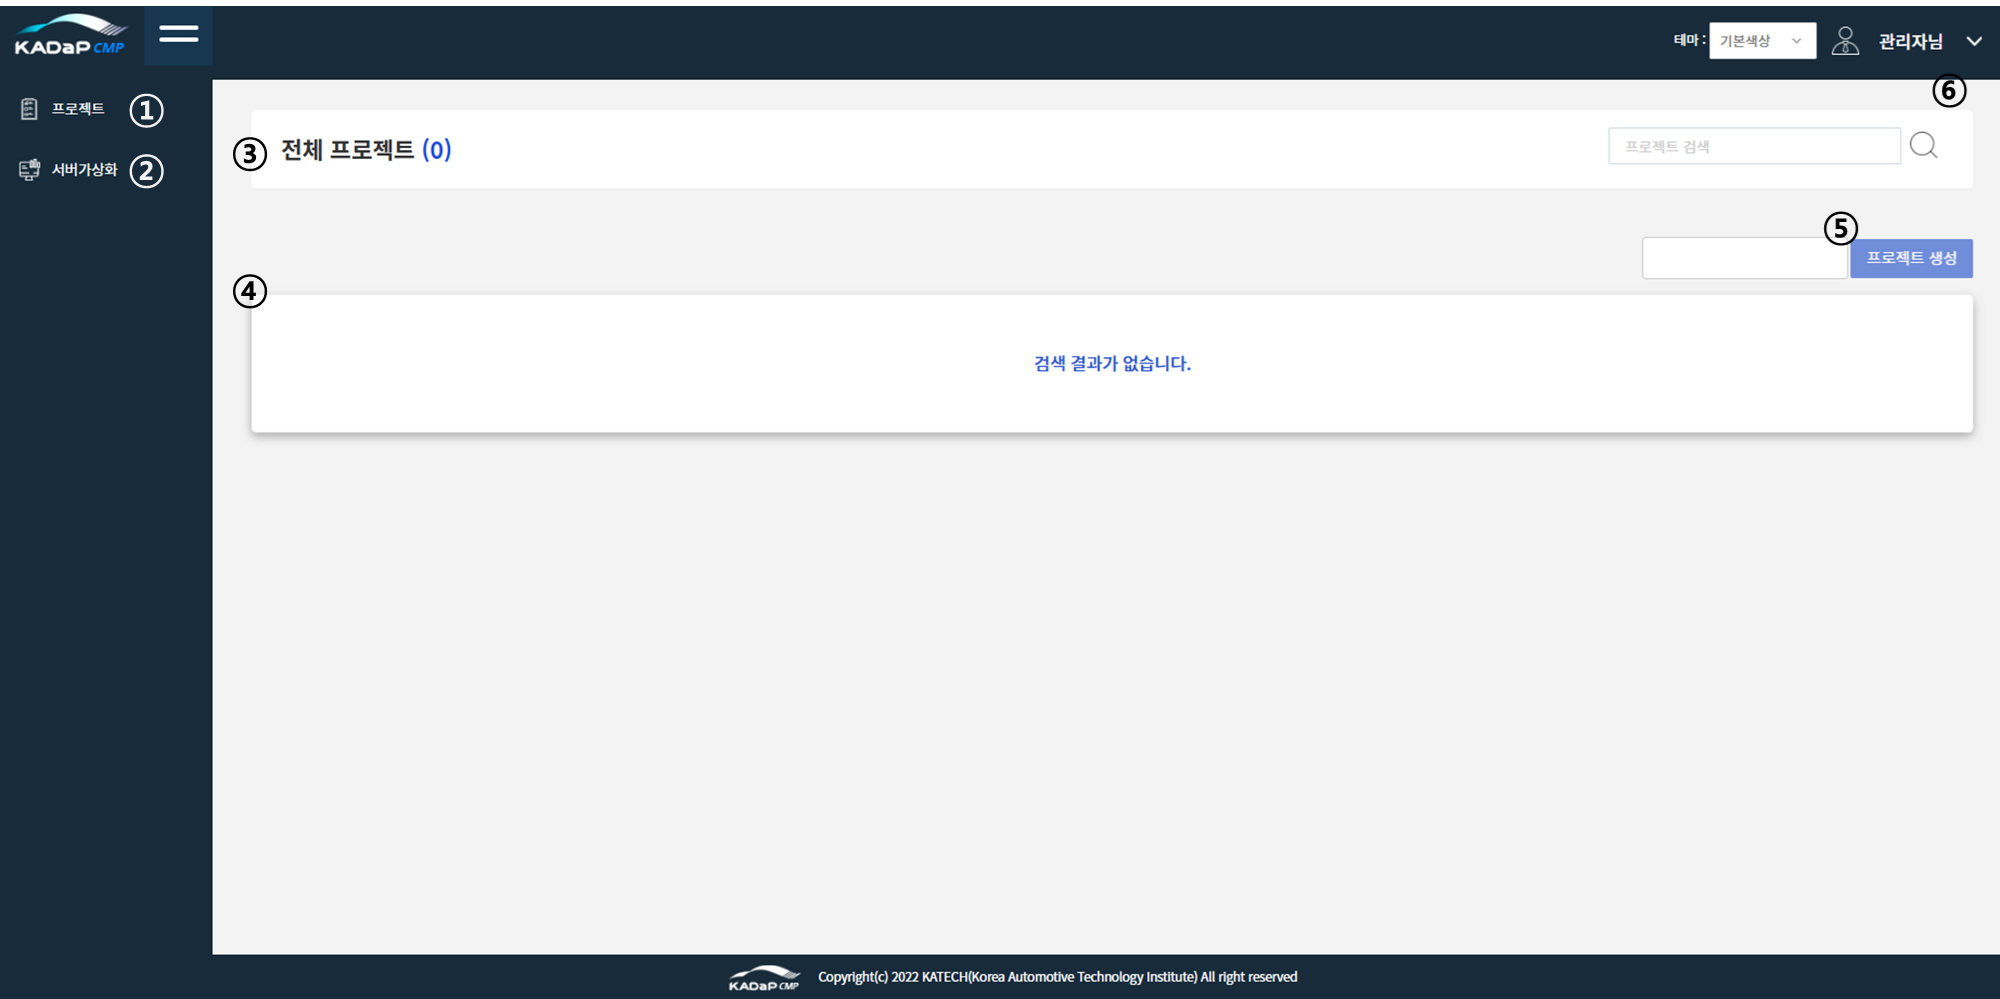 KADaP CMP
테마 : 기본색상 관리자님
프로젝트 ①
서버가상화 ②
⑥
③ 전체 프로젝트 (0)
프로젝트 검색
⑤ 프로젝트 생성
④
검색 결과가 없습니다.
KADaP CMP Copyright(c) 2022 KATECH(Korea Automotive Technology Institute) All right reserved